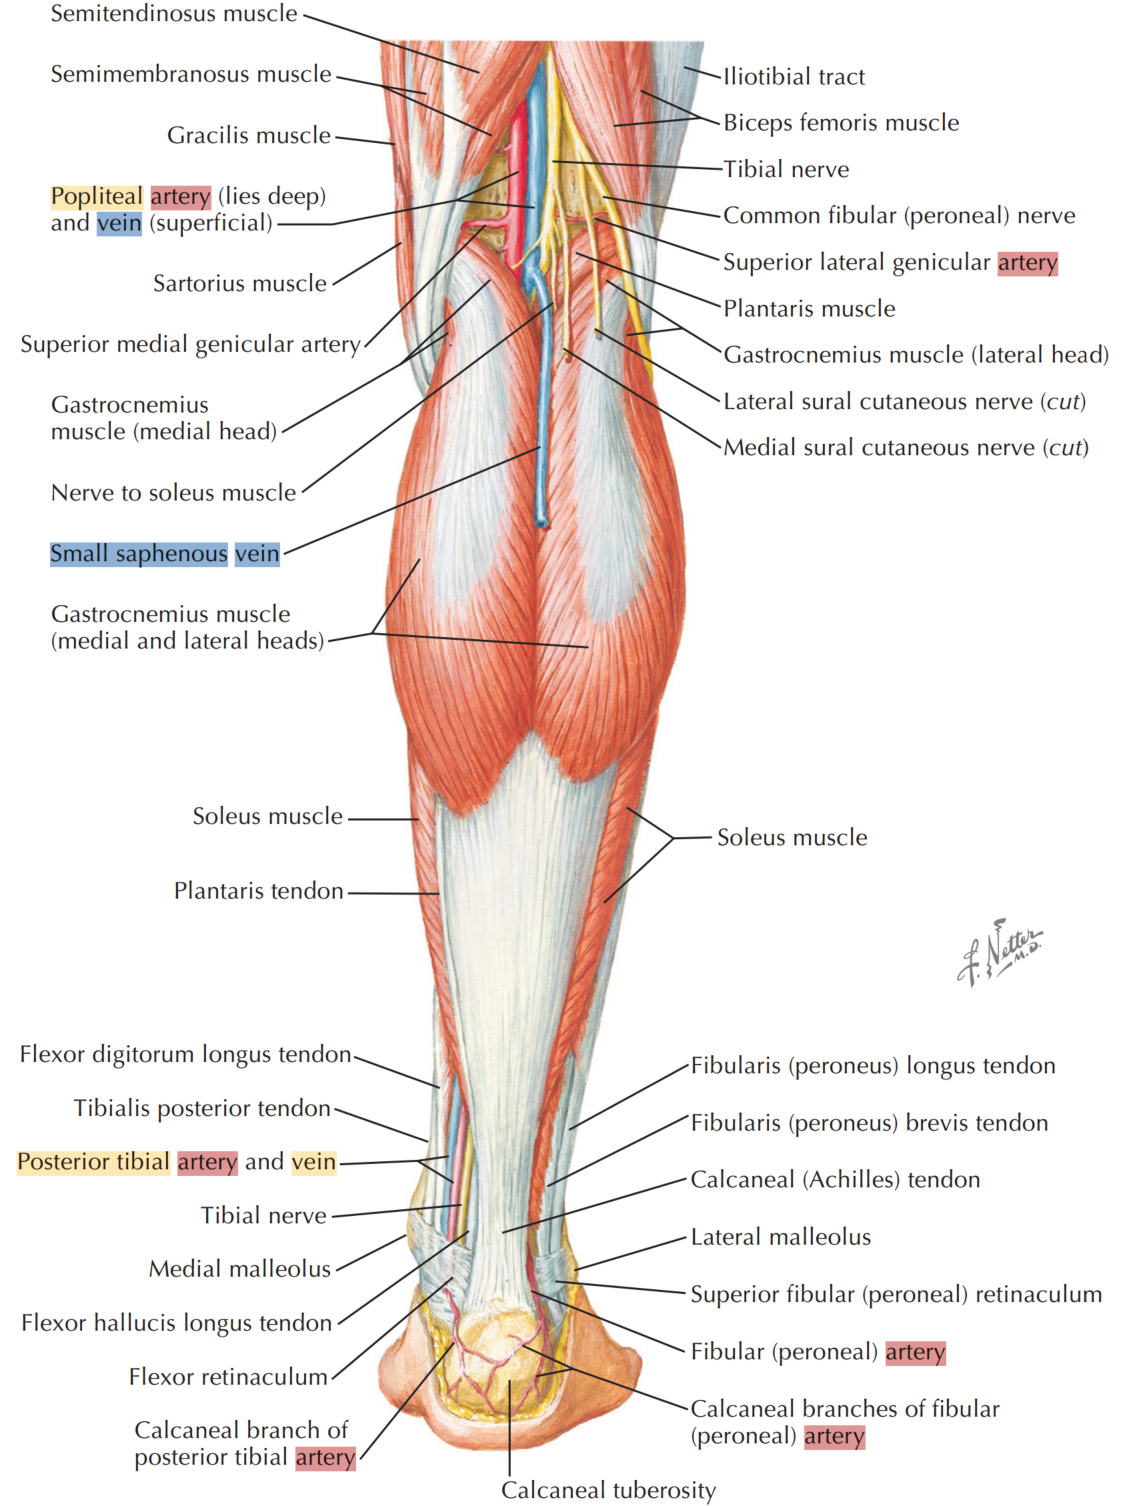 Semitendinosus muscle
Semimembranosus muscle
Gracilis muscle
Popliteal artery (lies deep)
and vein (superficial)
Sartorius muscle
Superior medial genicular artery
Gastrocnemius
muscle (medial head)
Nerve to soleus muscle
Small saphenous vein
Gastrocnemius muscle
(medial and lateral heads)
Soleus muscle
Plantaris tendon
Flexor digitorum longus tendon
Tibialis posterior tendon
Posterior tibial artery and vein
Tibial nerve
Medial malleolus
Flexor hallucis longus tendon
Flexor retinaculum
Calcaneal branch of
posterior tibial artery
Iliotibial tract
Biceps femoris muscle
Tibial nerve
Common fibular (peroneal) nerve
Superior lateral genicular artery
Plantaris muscle
Gastrocnemius muscle (lateral head)
Lateral sural cutaneous nerve (cut)
Medial sural cutaneous nerve (cut)
Soleus muscle
F. Netter
M.D.
Fibularis (peroneus) longus tendon
Fibularis (peroneus) brevis tendon
Calcaneal (Achilles) tendon
Lateral malleolus
Superior fibular (peroneal) retinaculum
Fibular (peroneal) artery
Calcaneal branches of fibular
(peroneal) artery
Calcaneal tuberosity